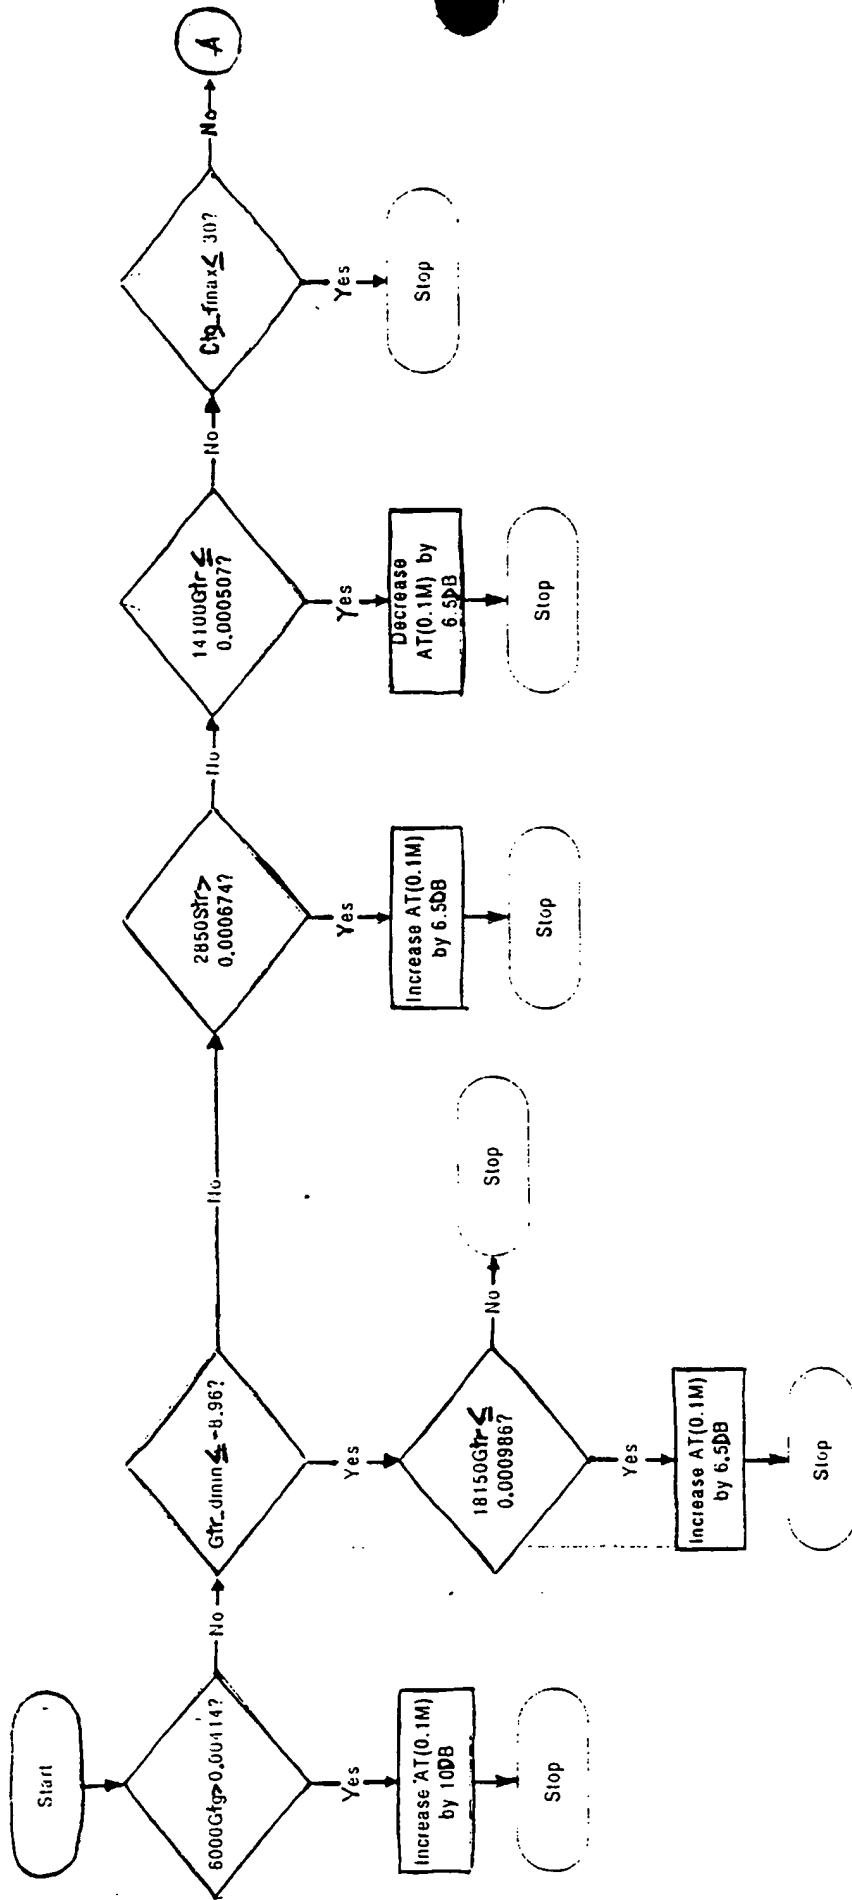 Start
6000Gtg>0.00414?
Yes
Increase AT(0.1M)
by 10DB
Stop
No
Gtr_dmin≤-8.96?
Yes
18150Gtr≤
0.000986?
Yes
Increase AT(0.1M)
by 6.5DB
Stop
No
Stop
No
2850Str>
0.000674?
Yes
Increase AT(0.1M)
by 6.5DB
Stop
No
14100Gtr≤
0.000507?
Yes
Decrease
AT(0.1M) by
6.5DB
Stop
No
Ctg_fmax≤ 30?
Yes
Stop
No
A